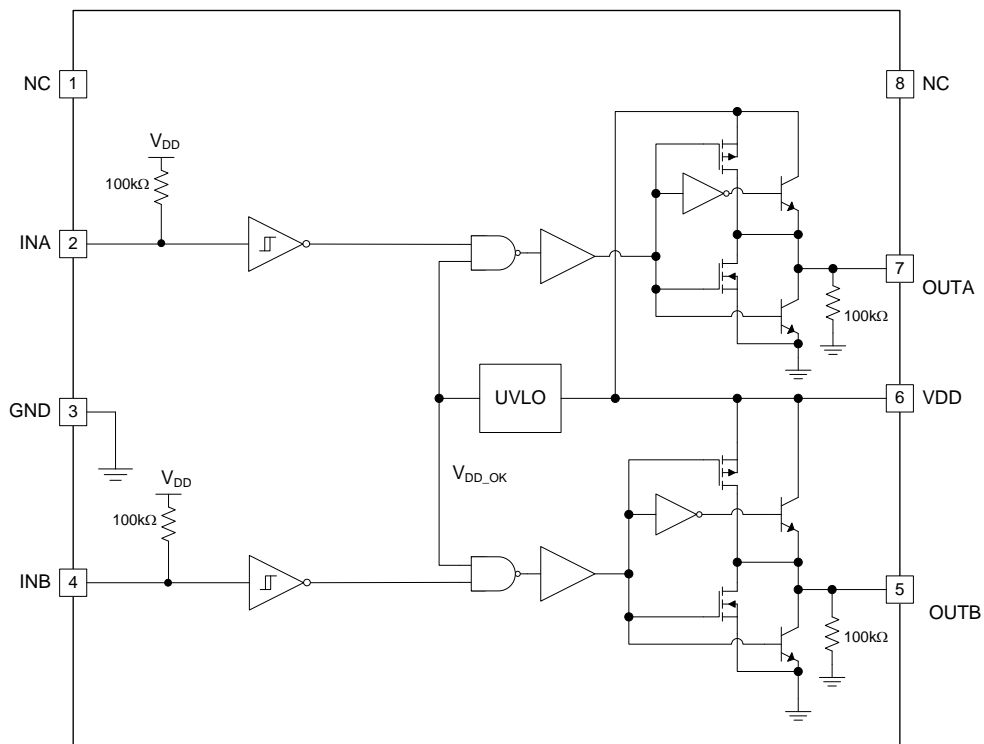 NC
1
8
NC
V_DD
100kΩ
INA
2
7
OUTA
100kΩ
UVLO
GND
3
6
VDD
V_DD
V_DD_OK
100kΩ
INB
4
5
OUTB
100kΩ